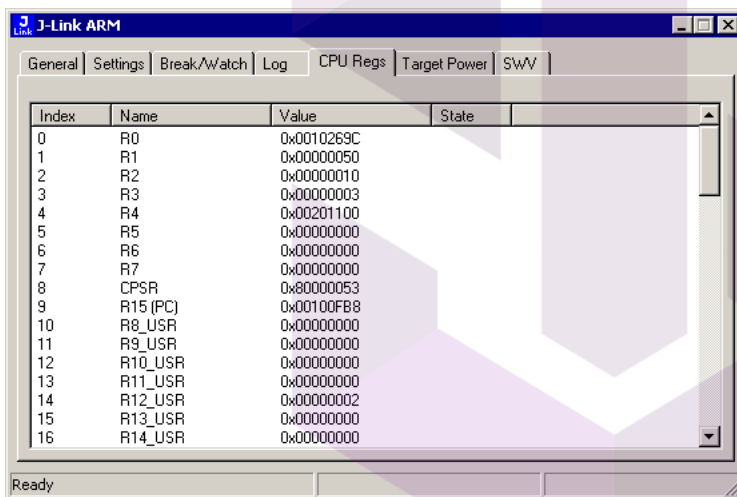 J-Link ARM
General Settings Break/Watch Log CPU Regs Target Power SWV
Index Name Value State
0 R0 0x0010269C
1 R1 0x00000050
2 R2 0x00000010
3 R3 0x00000003
4 R4 0x00201100
5 R5 0x00000000
6 R6 0x00000000
7 R7 0x00000000
8 CPSR 0x80000053
9 R15 (PC) 0x00100FB8
10 R8_USR 0x00000000
11 R9_USR 0x00000000
12 R10_USR 0x00000000
13 R11_USR 0x00000000
14 R12_USR 0x00000002
15 R13_USR 0x00000000
16 R14_USR 0x00000000
Ready